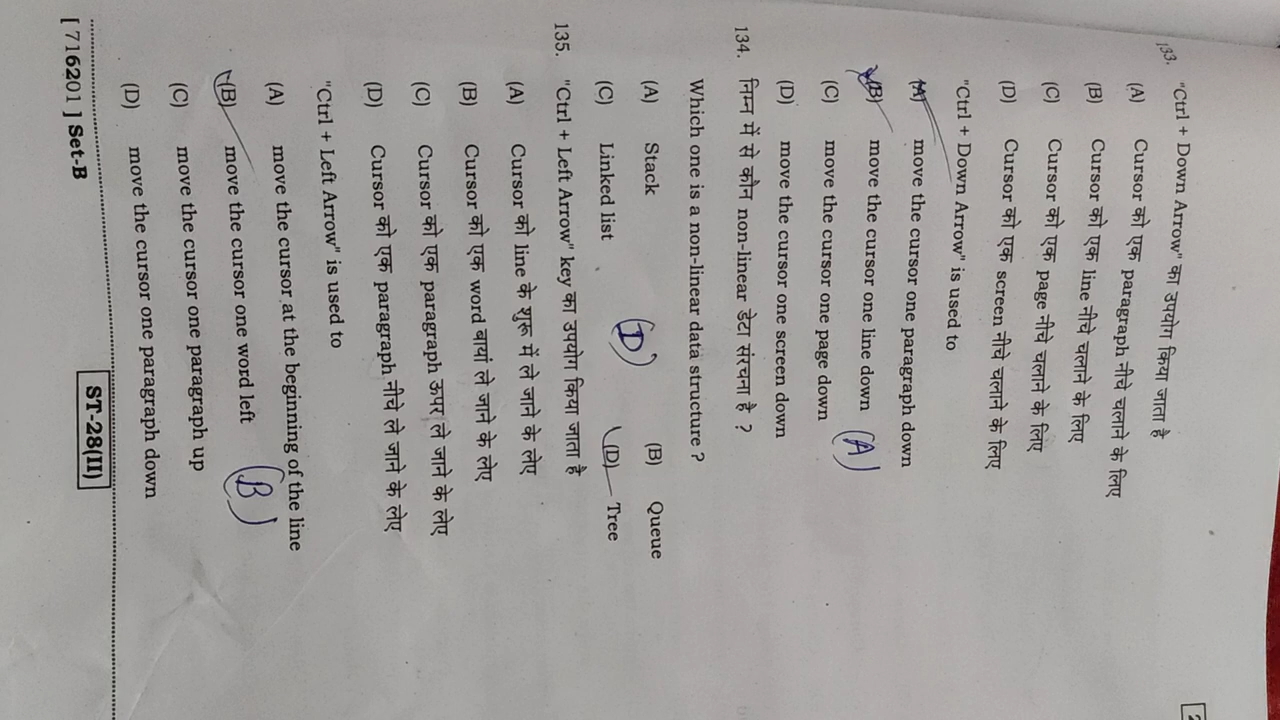 133. "Ctrl + Down Arrow" का उपयोग किया जाता है
(A) Cursor को एक paragraph नीचे चलाने के लिए
(B) Cursor को एक line नीचे चलाने के लिए
(C) Cursor को एक page नीचे चलाने के लिए
(D) Cursor को एक screen नीचे चलाने के लिए
"Ctrl + Down Arrow" is used to
(A) move the cursor one paragraph down
(B) move the cursor one line down
(A)
(C) move the cursor one page down
(D) move the cursor one screen down
134. निम्न में से कौन non-linear डेटा संरचना है ?
Which one is a non-linear data structure ?
(A) Stack (B) Queue
(D)
(C) Linked list (D) Tree
135. "Ctrl + Left Arrow" key का उपयोग किया जाता है
(A) Cursor को line के शुरू में ले जाने के लेए
(B) Cursor को एक word बायां ले जाने के लेए
(C) Cursor को एक paragraph ऊपर ले जाने के लेए
(D) Cursor को एक paragraph नीचे ले जाने के लेए
"Ctrl + Left Arrow" is used to
(A) move the cursor at the beginning of the line
(B) move the cursor one word left
(B)
(C) move the cursor one paragraph up
(D) move the cursor one paragraph down
[ 716201 ] Set-B ST-28(II)